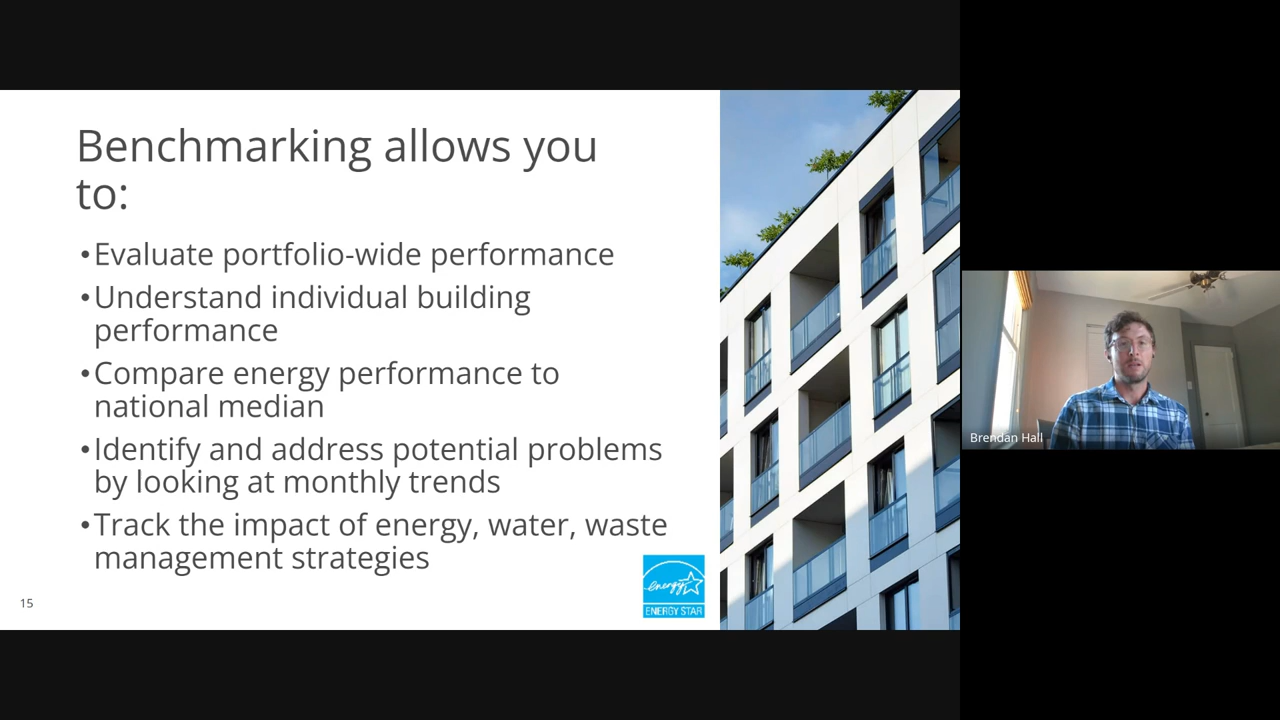 Benchmarking allows you
to:
•Evaluate portfolio-wide performance
•Understand individual building
performance
•Compare energy performance to
national median
•Identify and address potential problems
by looking at monthly trends
•Track the impact of energy, water, waste
management strategies
energy
ENERGY STAR
15
Brendan Hall